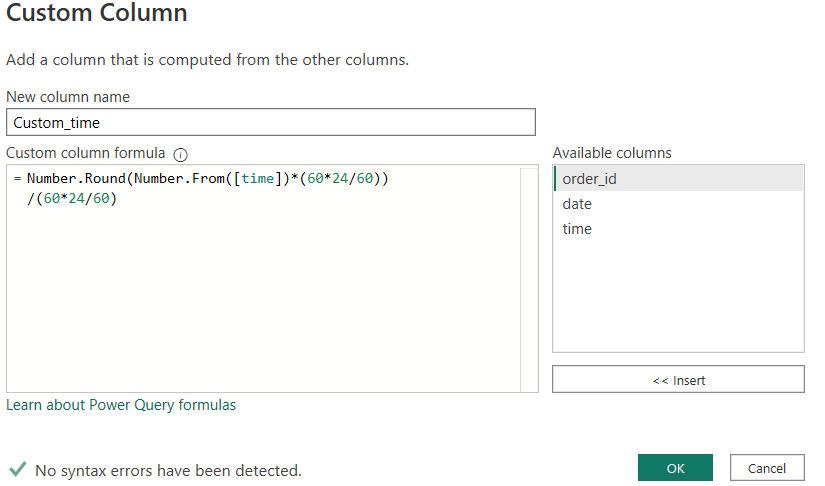 Custom Column
Add a column that is computed from the other columns.
New column name
Custom_time
Custom column formula
= Number.Round(Number.From([time])*(60*24/60))
/(60*24/60)
Available columns
order_id
date
time
<< Insert
Learn about Power Query formulas
No syntax errors have been detected.
OK
Cancel